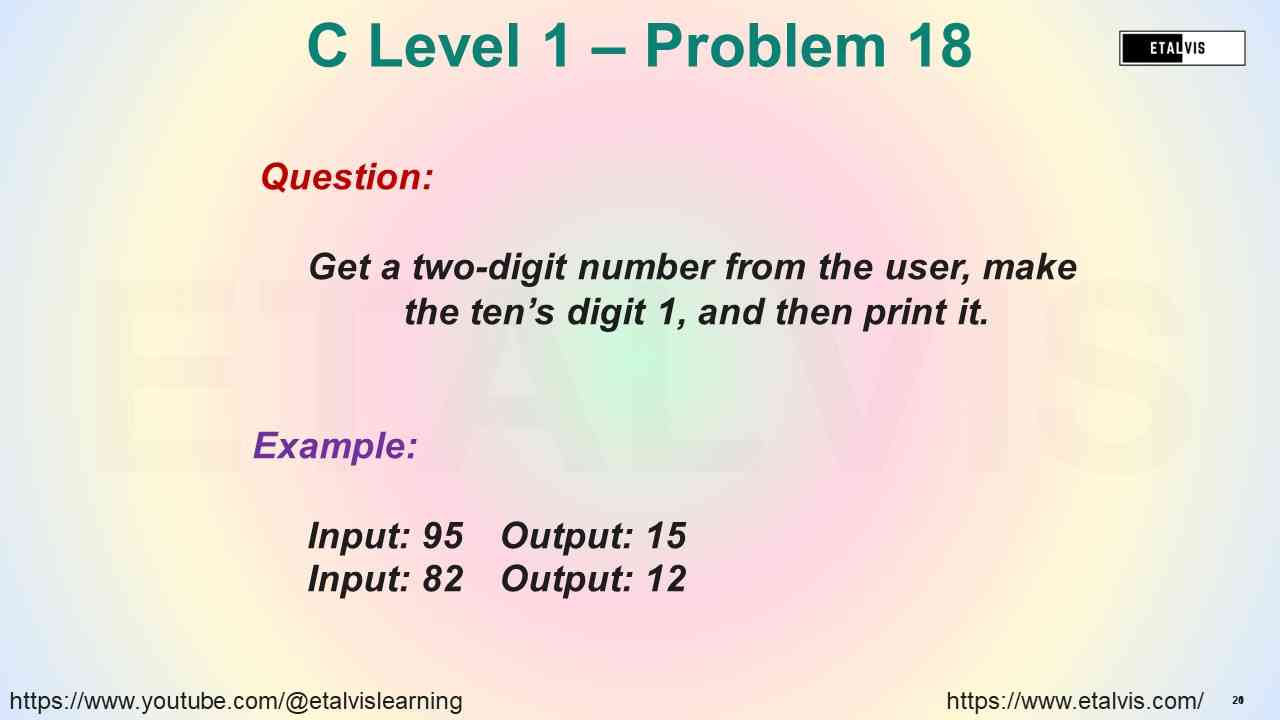 C Level 1 – Problem 18
ETALVIS
Question:
Get a two-digit number from the user, make
the ten’s digit 1, and then print it.
ETALVIS
Example:
Input: 95 Output: 15
Input: 82 Output: 12
https://www.youtube.com/@etalvislearning
https://www.etalvis.com/